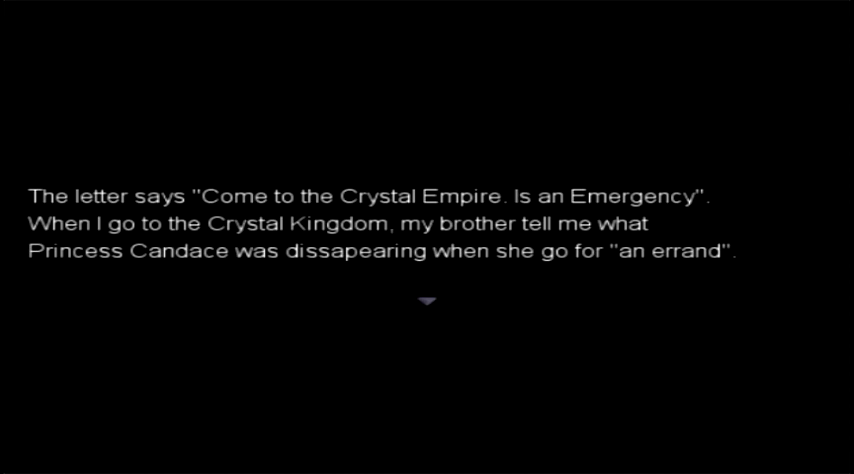 The letter says "Come to the Crystal Empire. Is an Emergency".
When I go to the Crystal Kingdom, my brother tell me what
Princess Candace was dissapearing when she go for "an errand".